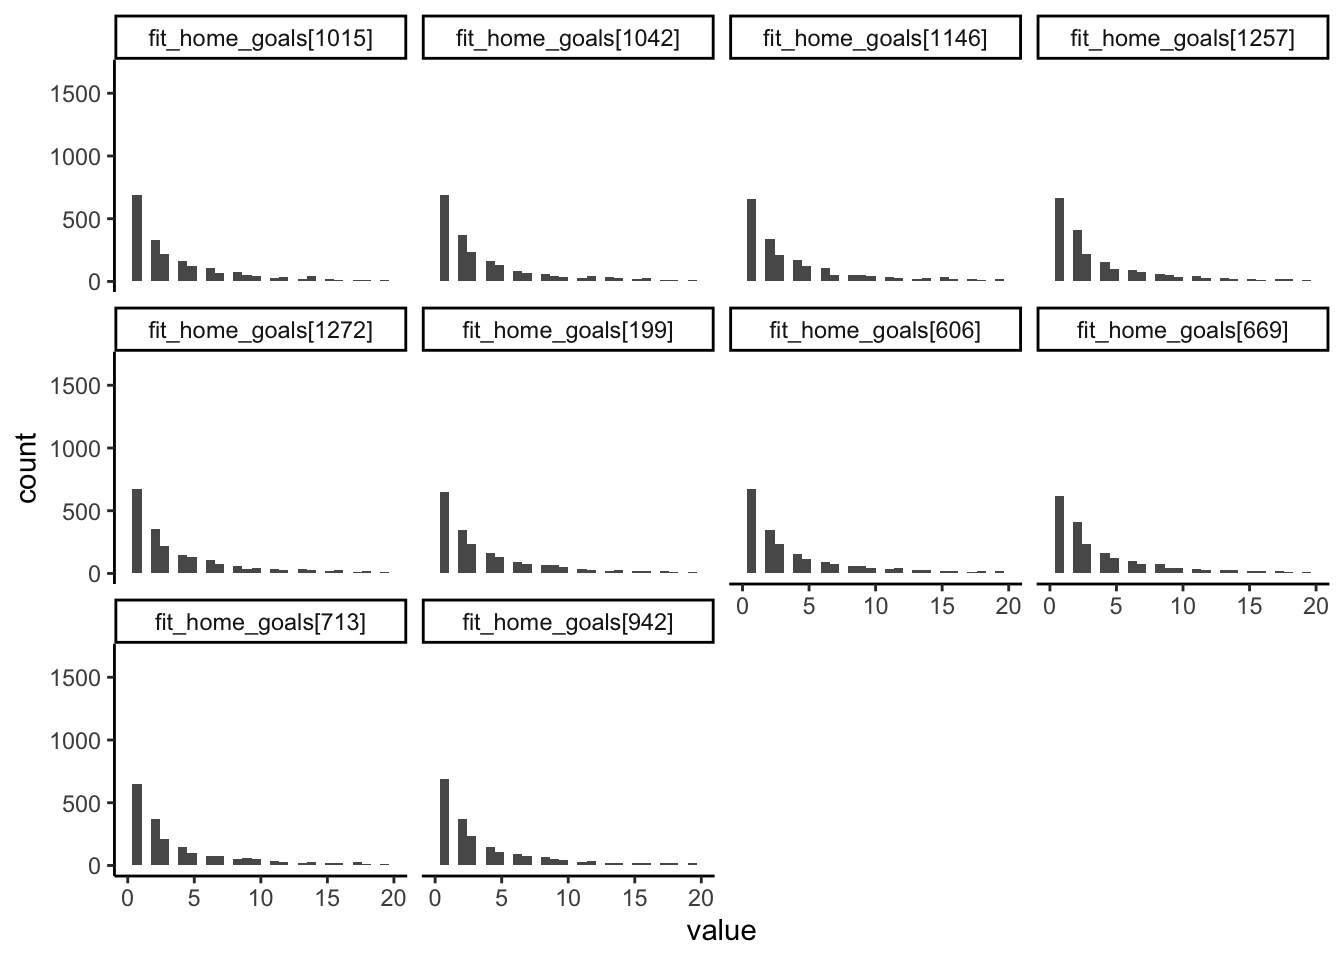 fit_home_goals[1015] fit_home_goals[1042] fit_home_goals[1146] fit_home_goals[1257]
1500
1000
500
0
fit_home_goals[1272] fit_home_goals[199] fit_home_goals[606] fit_home_goals[669]
1500
1000
500
0
0 5 10 15 20 0 5 10 15 20
count
fit_home_goals[713] fit_home_goals[942]
1500
1000
500
0
0 5 10 15 20 0 5 10 15 20
value